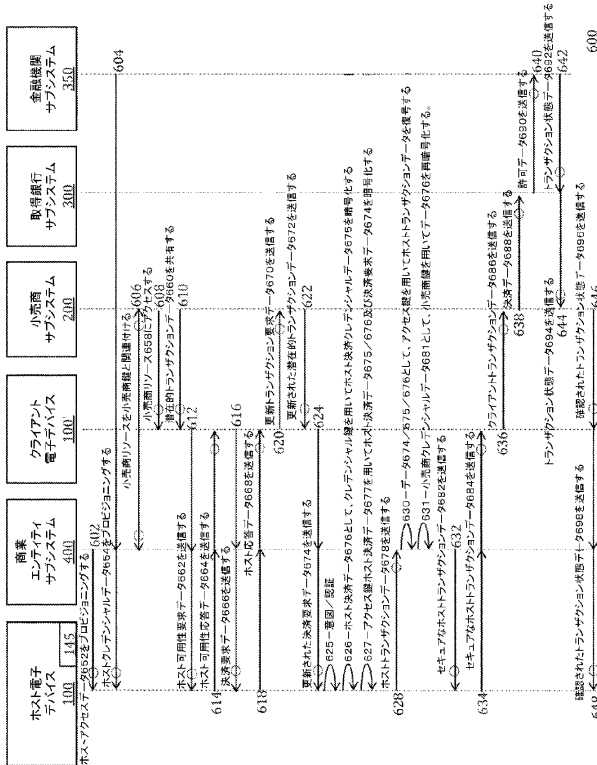 ホスト電子
デバイス
100
145
商業
エンティティ
サブシステム
400
クライアント
電子デバイス
100'
小売商
サブシステム
200
取得銀行
サブシステム
300
金融機関
サブシステム
350
602
ホストアクセスデータ652をプロビジョニングする
604
ホストクレデンシャルデータ654をプロビジョニングする
606
小売商リソースを小売商鍵と関連付ける
608
小売商リソース658にアクセスする
610
潜在的トランザクションデータ660を共有する
612
ホスト可用性要求データ662を送信する
614
ホスト可用性応答データ664を送信する
616
決済要求データ666を送信する
618
ホスト応答データ668を送信する
620
更新トランザクション要求データ670を送信する
622
更新された潜在的トランザクションデータ672を送信する
624
更新された決済要求データ674を送信する
625-意図/認証
626-ホスト決済データ676として、クレデンシャル鍵を用いてホスト決済クレデンシャルデータ675を暗号化する
627-アクセス鍵ホスト決済データ677を用いてホスト決済データ675/676及び決済要求データ674を暗号化する
628
ホストトランザクションデータ678を送信する
630-データ674/675/676として、アクセス鍵を用いてホストトランザクションデータを復号する
631-小売商クレデンシャルデータ681として、小売商鍵を用いてデータ676を再暗号化する。
632
セキュアなホストトランザクションデータ682を送信する
634
セキュアなホストトランザクションデータ684を送信する
636
クライアントトランザクションデータ686を送信する
638
決済データ688を送信する
640
許可データ690を送信する
642
トランザクション状態データ692を送信する
644
トランザクション状態データ694を送信する
646
確認されたトランザクション状態データ696を送信する
648
確認されたトランザクション状態データ698を送信する
600